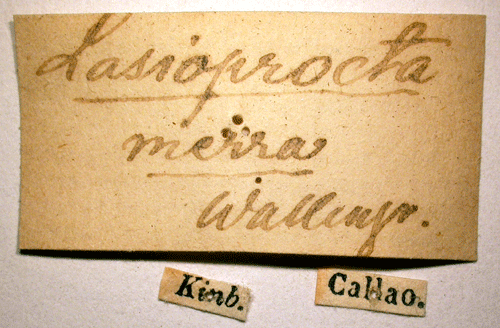 Lasioprocta
merra
Wallengr.
Kinb.
Callao.